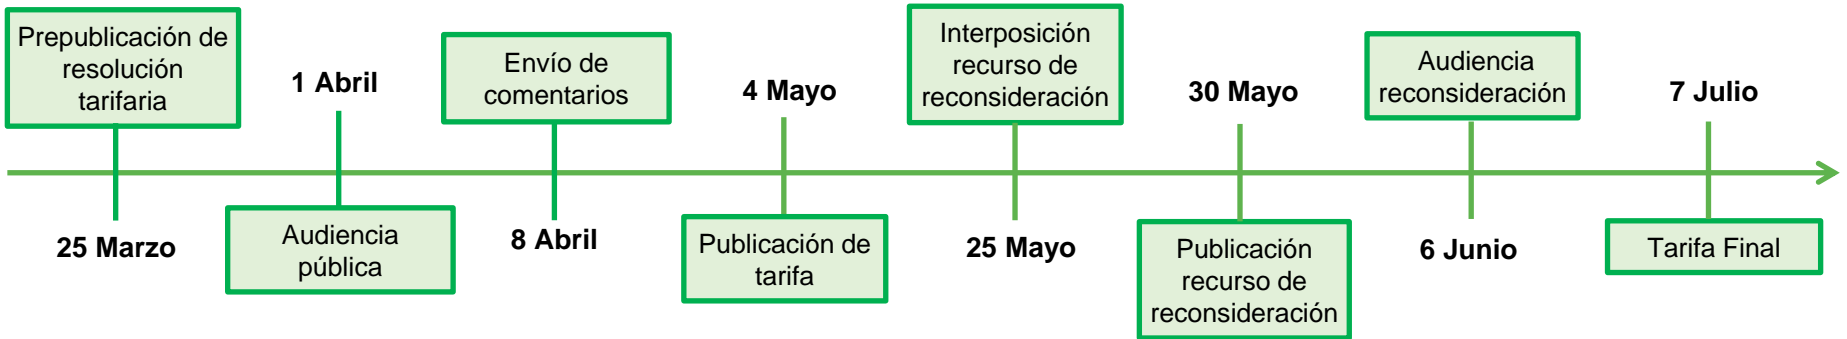 Prepublicación de
resolución
tarifaria
25 Marzo
1 Abril
Audiencia
pública
Envío de
comentarios
8 Abril
4 Mayo
Publicación de
tarifa
Interposición
recurso de
reconsideración
25 Mayo
30 Mayo
Publicación
recurso de
reconsideración
Audiencia
reconsideración
6 Junio
7 Julio
Tarifa Final